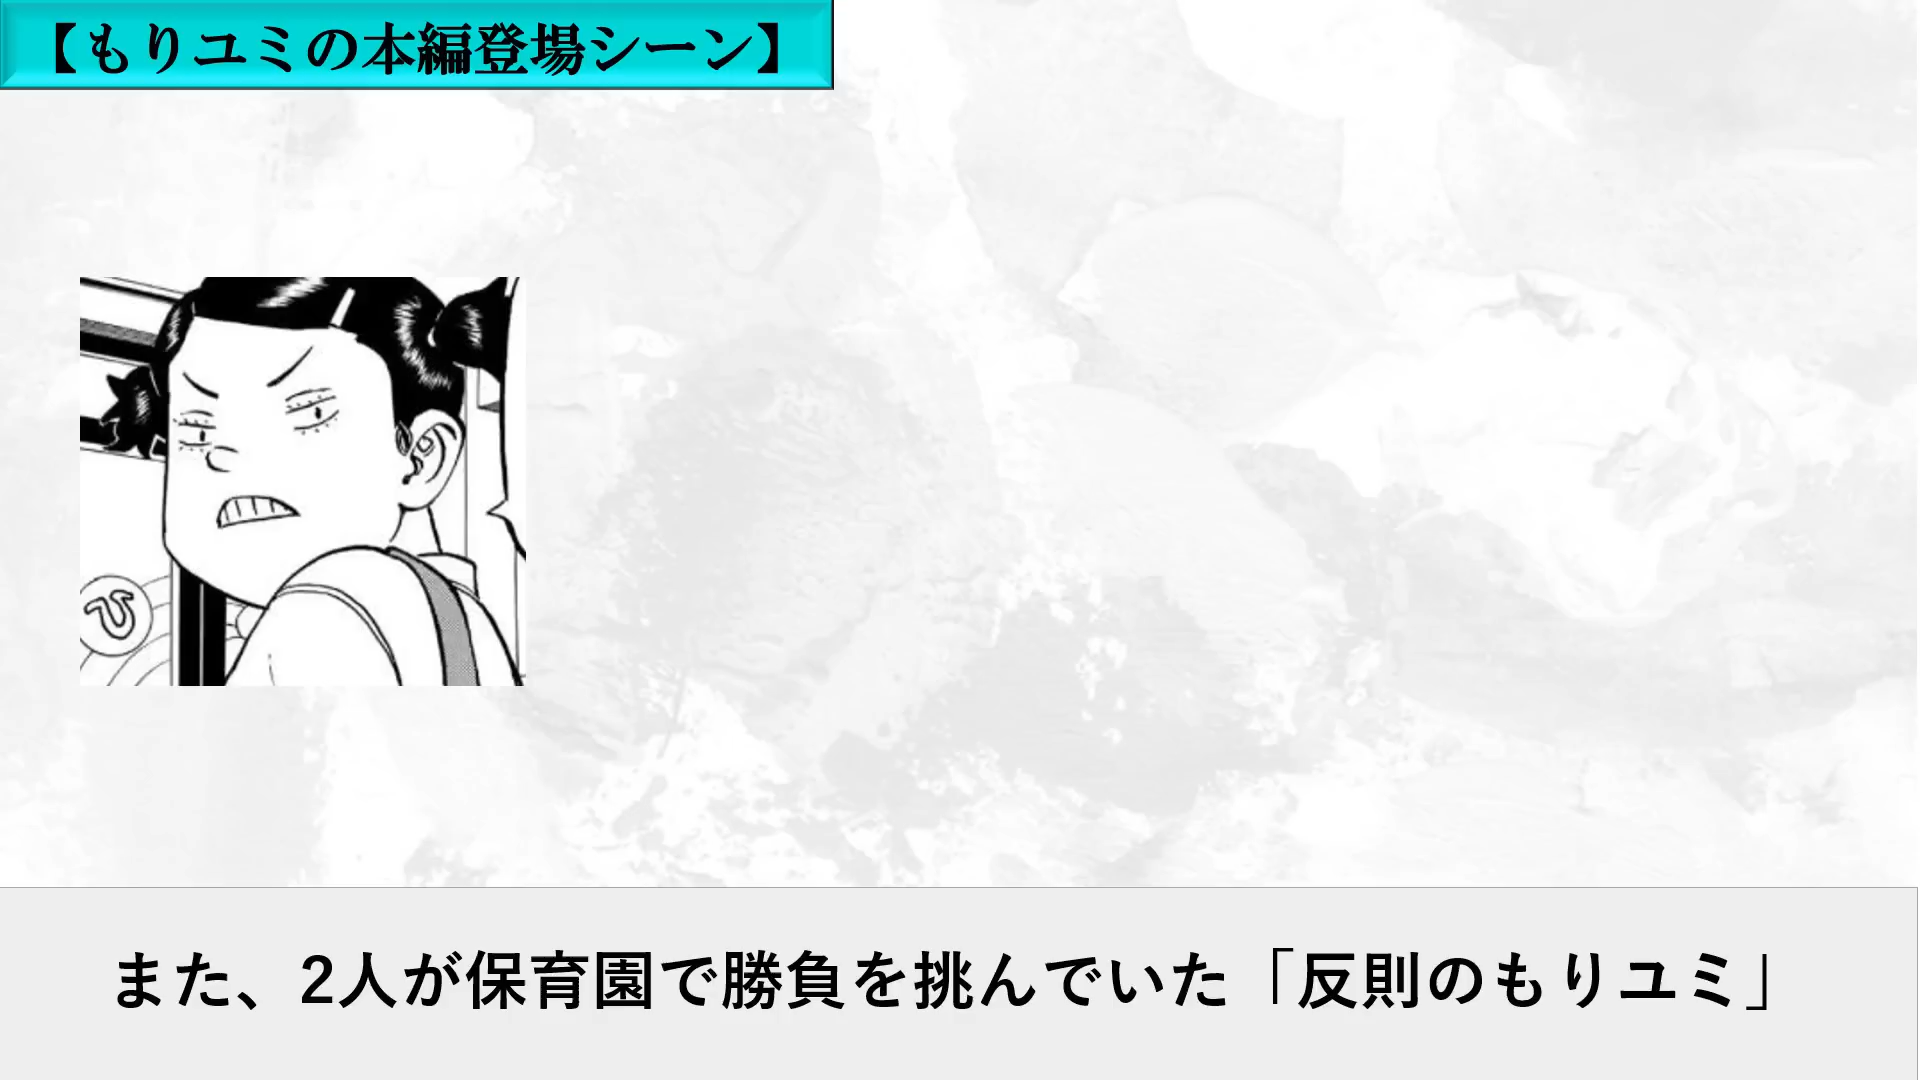 【もりユミの本編登場シーン】
ひ
また、2人が保育園で勝負を挑んでいた「反則のもりユミ」